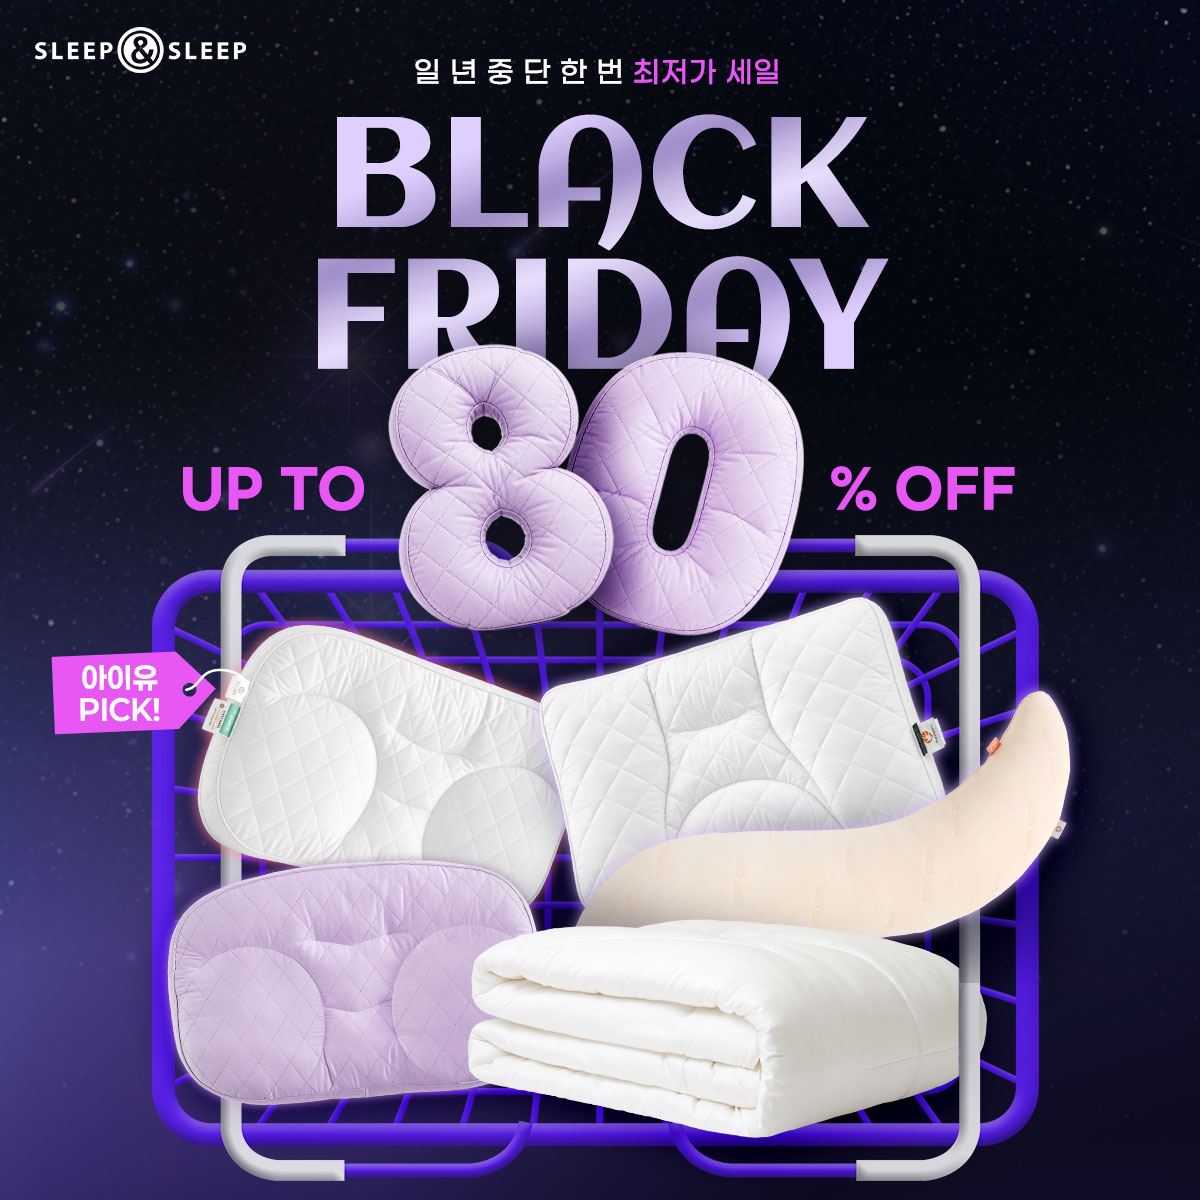 SLEEP & SLEEP
일 년 중 단 한 번 최저가 세일
BLACK
FRIDAY
80
UP TO
% OFF
아이유
PICK!